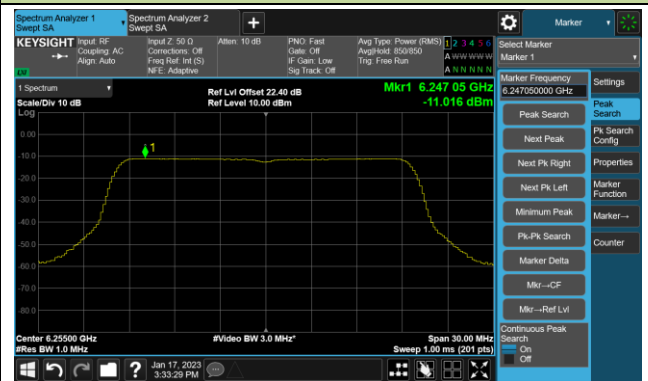 Spectrum Analyzer 1
Swept SA
Spectrum Analyzer 2
Swept SA
+
Marker
KEYSIGHT
Input: RF
Coupling: AC
Align: Auto
Input Z: 50 Ω
Corrections: Off
Freq Ref: Int (S)
NFE: Adaptive
Atten: 10 dB
PNO: Fast
Gate: Off
IF Gain: Low
Sig Track: Off
Avg Type: Power (RMS)
Avg|Hold: 850/850
Trig: Free Run
1 2 3 4 5 6
A W W W W W
A N N N N N
LXI
Select Marker
Marker 1
1 Spectrum
Scale/Div 10 dB
Log
Ref Lvl Offset 22.40 dB
Ref Level 10.00 dBm
Mkr1 6.247 05 GHz
-11.016 dBm
Marker Frequency
6.247050000 GHz
Settings
Peak Search
Peak
Search
Next Peak
Pk Search
Config
Next Pk Right
Properties
Next Pk Left
Marker
Function
Minimum Peak
Marker→
Pk-Pk Search
Counter
Marker Delta
Mkr→CF
Mkr→Ref Lvl
Continuous Peak
Search
On
Off
0.00
-10.0
-20.0
-30.0
-40.0
-50.0
-60.0
-70.0
-80.0
1
Center 6.25500 GHz
#Res BW 1.0 MHz
#Video BW 3.0 MHz*
Span 30.00 MHz
Sweep 1.00 ms (201 pts)
?
Jan 17, 2023
3:33:29 PM